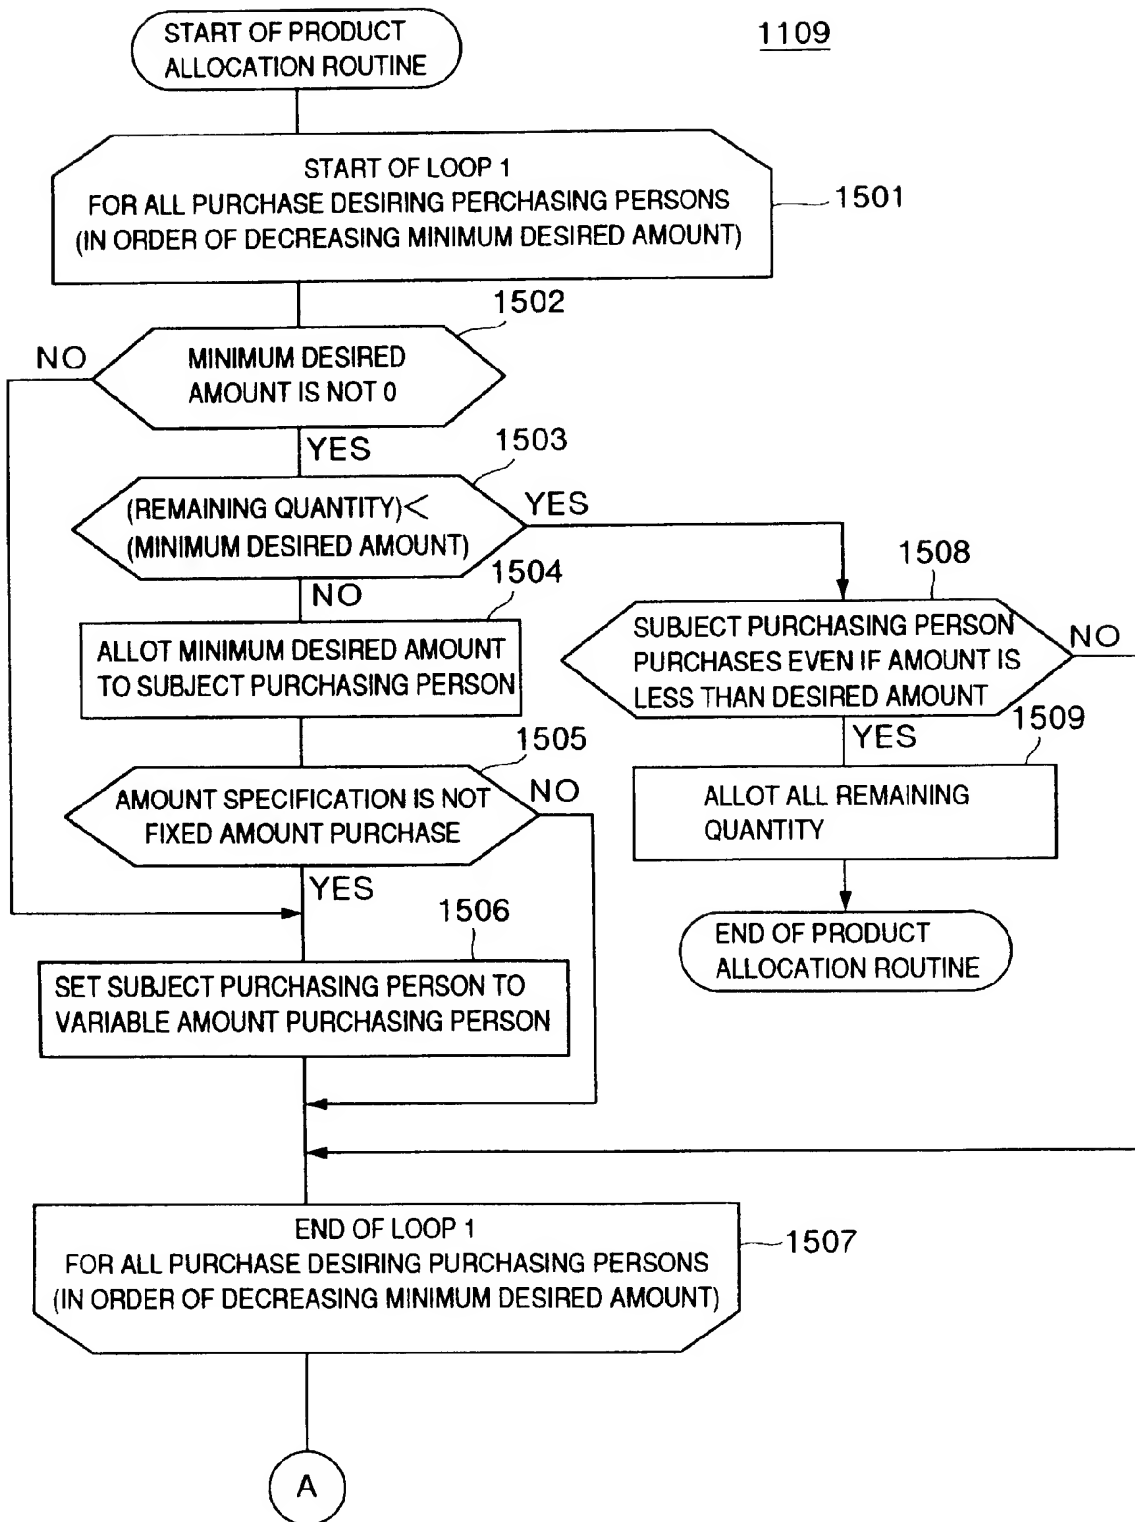 START OF PRODUCT
ALLOCATION ROUTINE
1109
START OF LOOP 1
FOR ALL PURCHASE DESIRING PERCHASING PERSONS
(IN ORDER OF DECREASING MINIMUM DESIRED AMOUNT)
1501
1502
NO
MINIMUM DESIRED
AMOUNT IS NOT 0
YES
1503
(REMAINING QUANTITY)<
(MINIMUM DESIRED AMOUNT)
YES
NO
1504
ALLOT MINIMUM DESIRED AMOUNT
TO SUBJECT PURCHASING PERSON
1508
SUBJECT PURCHASING PERSON
PURCHASES EVEN IF AMOUNT IS
LESS THAN DESIRED AMOUNT
NO
YES
1509
ALLOT ALL REMAINING
QUANTITY
END OF PRODUCT
ALLOCATION ROUTINE
1505
AMOUNT SPECIFICATION IS NOT
FIXED AMOUNT PURCHASE
NO
YES
1506
SET SUBJECT PURCHASING PERSON TO
VARIABLE AMOUNT PURCHASING PERSON
END OF LOOP 1
FOR ALL PURCHASE DESIRING PURCHASING PERSONS
(IN ORDER OF DECREASING MINIMUM DESIRED AMOUNT)
1507
A